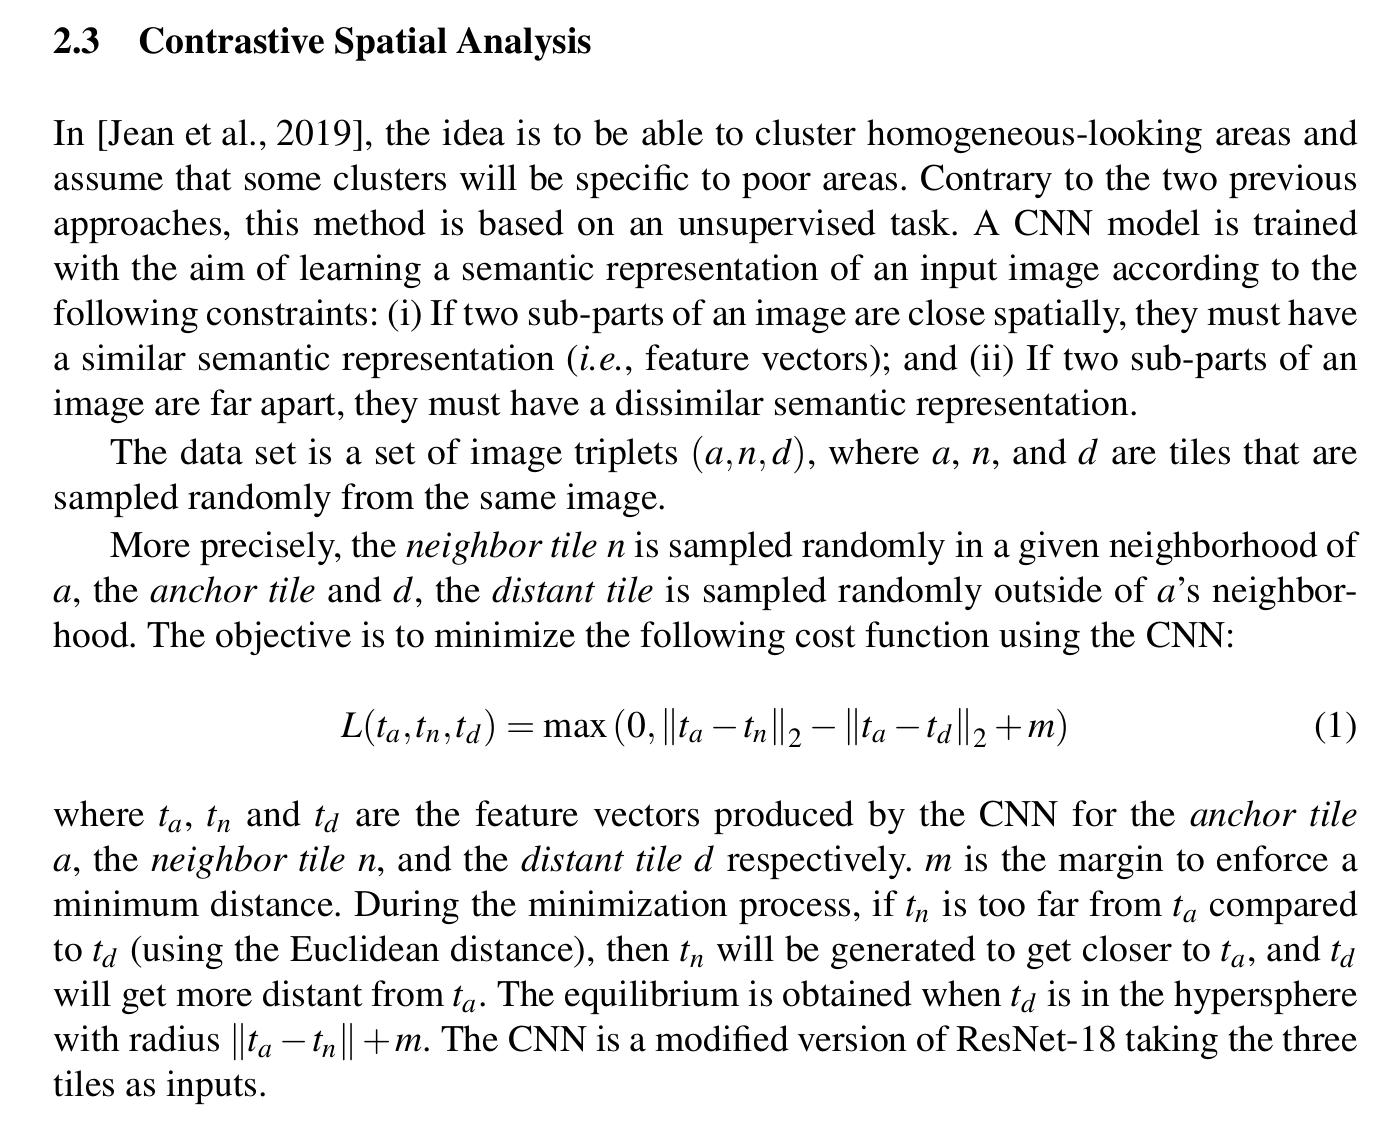 2.3 Contrastive Spatial Analysis
In [Jean et al., 2019], the idea is to be able to cluster homogeneous-looking areas and
assume that some clusters will be specific to poor areas. Contrary to the two previous
approaches, this method is based on an unsupervised task. A CNN model is trained
with the aim of learning a semantic representation of an input image according to the
following constraints: (i) If two sub-parts of an image are close spatially, they must have
a similar semantic representation (i.e., feature vectors); and (ii) If two sub-parts of an
image are far apart, they must have a dissimilar semantic representation.
The data set is a set of image triplets (a,n,d), where a, n, and d are tiles that are
sampled randomly from the same image.
More precisely, the neighbor tile n is sampled randomly in a given neighborhood of
a, the anchor tile and d, the distant tile is sampled randomly outside of a’s neighbor-
hood. The objective is to minimize the following cost function using the CNN:
L(t_a,t_n,t_d) = max (0, ‖t_a − t_n‖_2 − ‖t_a − t_d‖_2 + m) (1)
where t_a, t_n and t_d are the feature vectors produced by the CNN for the anchor tile
a, the neighbor tile n, and the distant tile d respectively. m is the margin to enforce a
minimum distance. During the minimization process, if t_n is too far from t_a compared
to t_d (using the Euclidean distance), then t_n will be generated to get closer to t_a, and t_d
will get more distant from t_a. The equilibrium is obtained when t_d is in the hypersphere
with radius ‖t_a − t_n‖ + m. The CNN is a modified version of ResNet-18 taking the three
tiles as inputs.